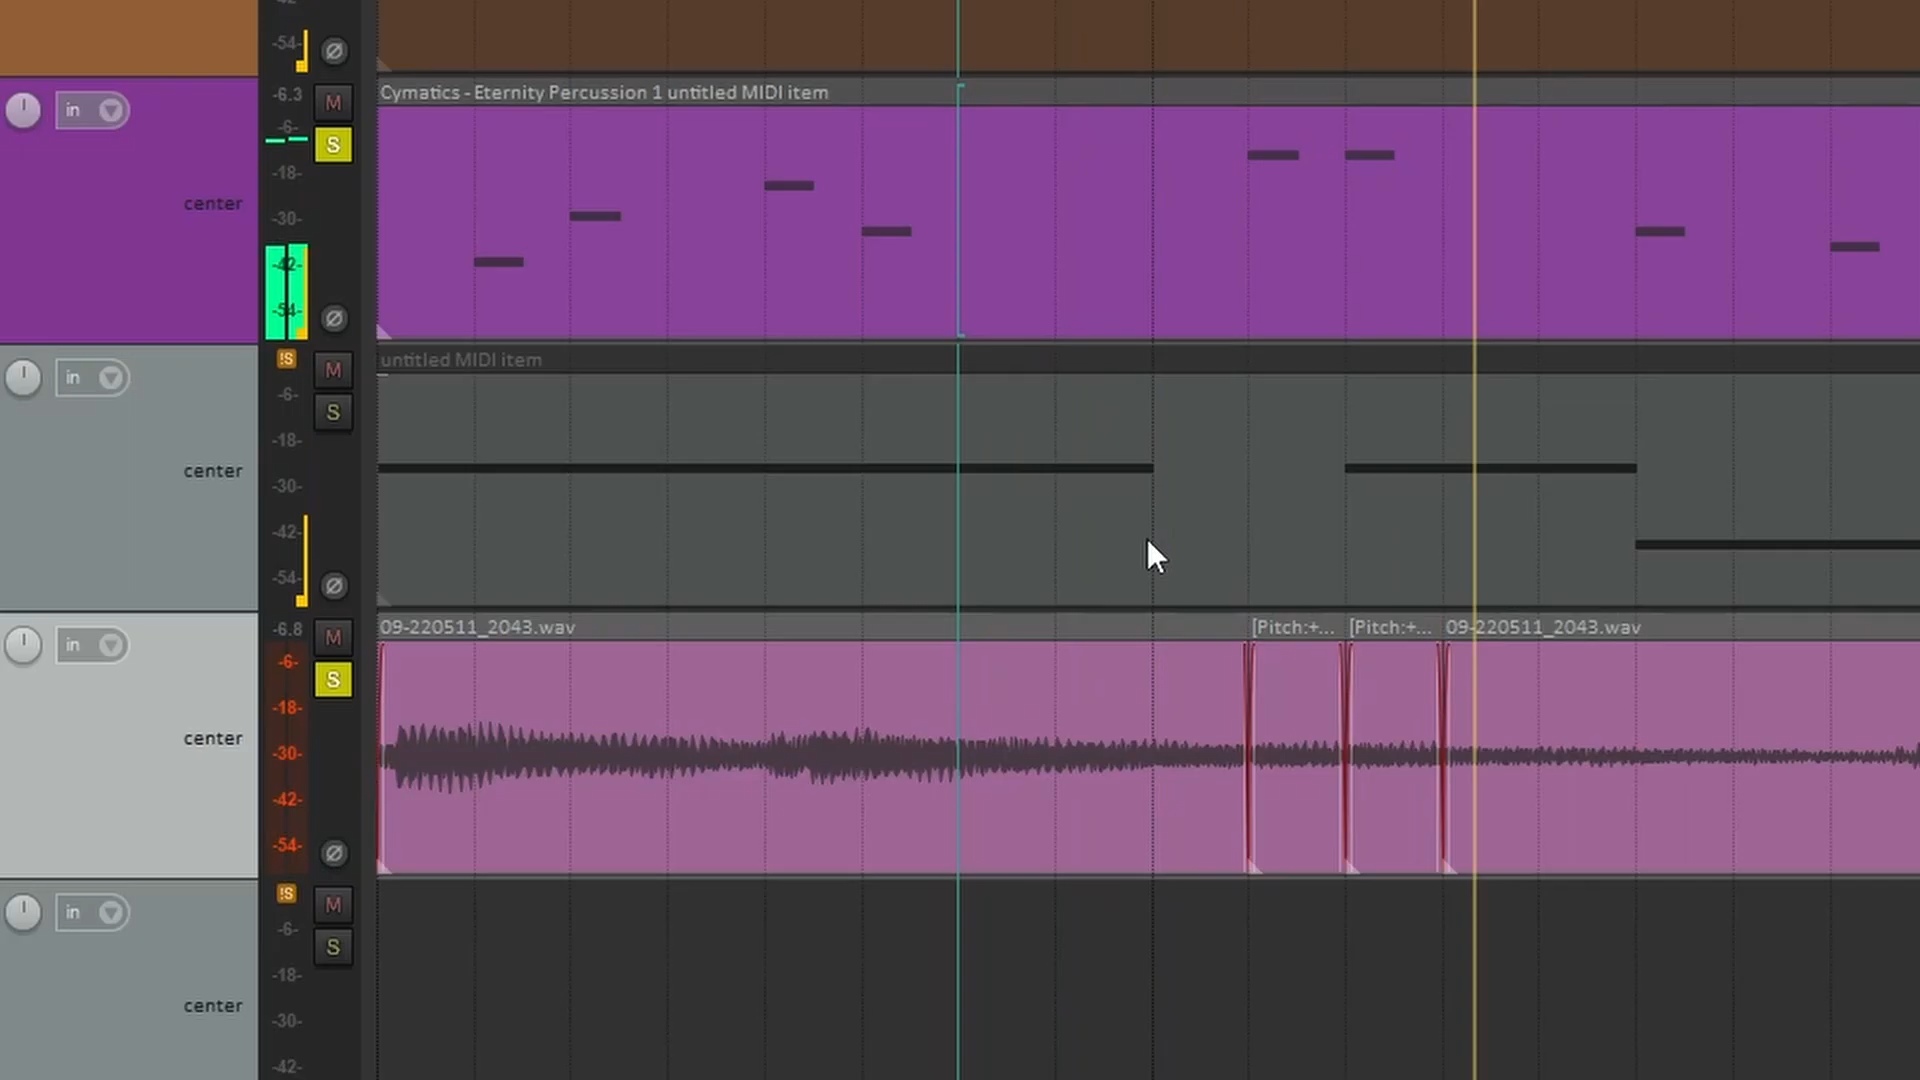 -54-
in
-6.3
M
Cymatics - Eternity Percussion 1 untitled MIDI item
-6-
S
-18-
center
-30-
-42-
-54-
!S
M
untitled MIDI item
in
-6-
S
-18-
center
-30-
-42-
-54-
in
-6.8
M
09-220511_2043.wav
[Pitch:+...
[Pitch:+...
09-220511_2043.wav
-6-
S
-18-
center
-30-
-42-
-54-
!S
M
in
-6-
S
-18-
center
-30-
-42-